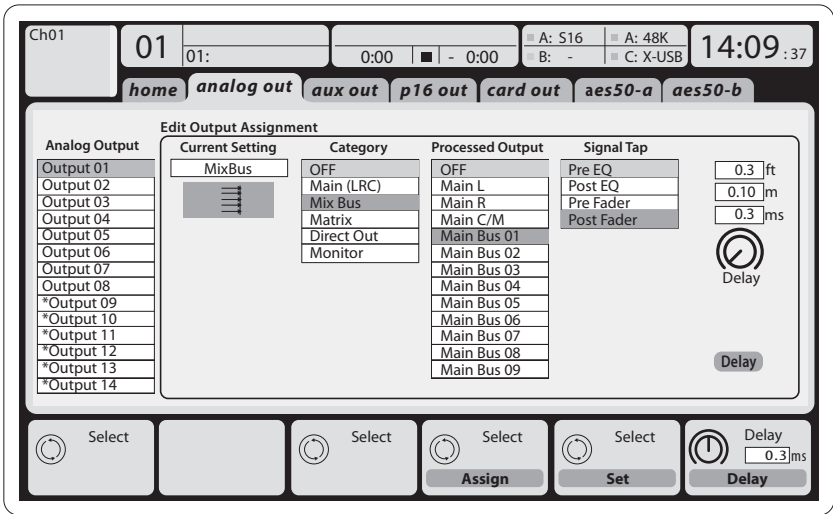 Ch01
01
01:
0:00 - 0:00
A: S16
B: -
A: 48K
C: X-USB
14:09 :37
home
analog out
aux out
p16 out
card out
aes50-a
aes50-b
Edit Output Assignment
Analog Output
Output 01
Output 02
Output 03
Output 04
Output 05
Output 06
Output 07
Output 08
*Output 09
*Output 10
*Output 11
*Output 12
*Output 13
*Output 14
Current Setting
MixBus
Category
OFF
Main (LRC)
Mix Bus
Matrix
Direct Out
Monitor
Processed Output
OFF
Main L
Main R
Main C/M
Main Bus 01
Main Bus 02
Main Bus 03
Main Bus 04
Main Bus 05
Main Bus 06
Main Bus 07
Main Bus 08
Main Bus 09
Signal Tap
Pre EQ
Post EQ
Pre Fader
Post Fader
0.3 ft
0.10 m
0.3 ms
Delay
Delay
Select
Select
Select
Assign
Select
Set
Delay
0.3 ms
Delay